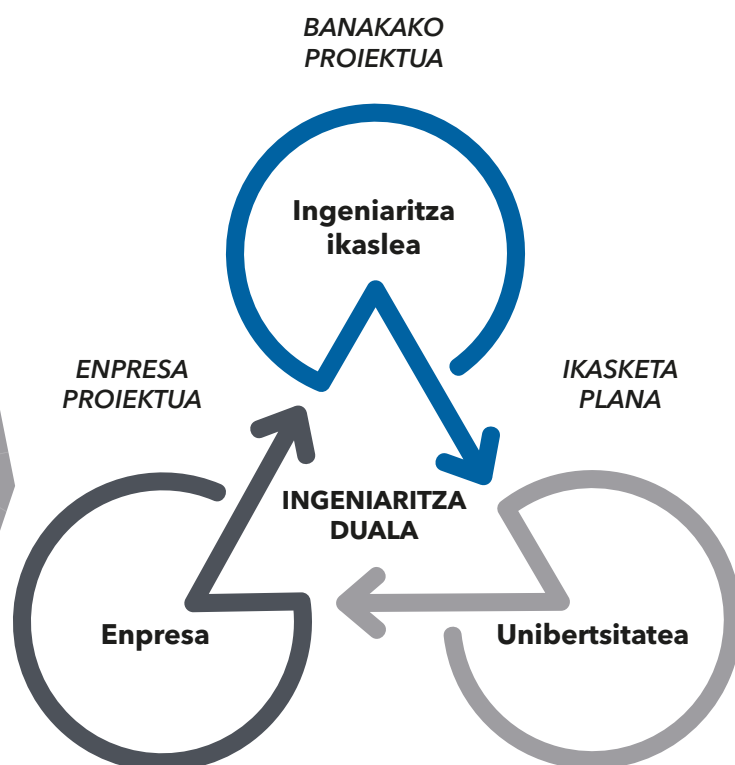 BANAKAKO
PROIEKTUA
Ingeniaritza
ikaslea
ENPRESA
PROIEKTUA
IKASKETA
PLANA
INGENIARITZA
DUALA
Enpresa
Unibertsitatea